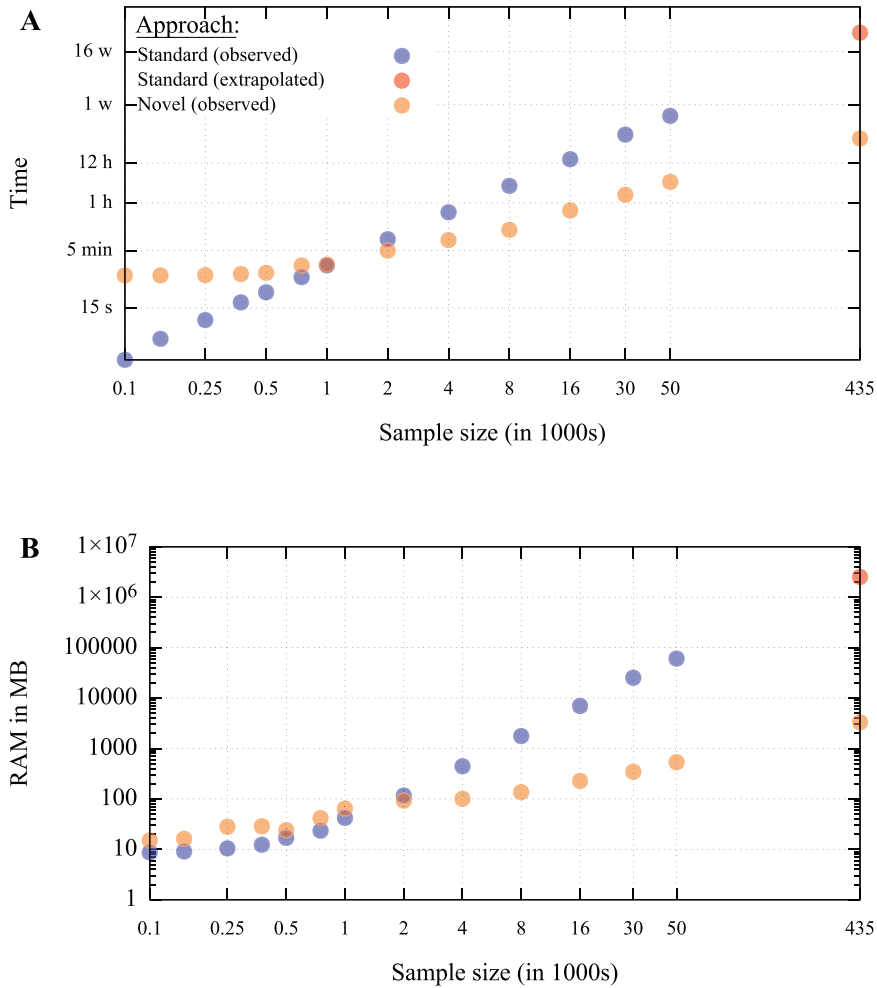 A
Approach:
Standard (observed)
Standard (extrapolated)
Novel (observed)
Time
16 w
1 w
12 h
1 h
5 min
15 s
0.1 0.25 0.5 1 2 4 8 16 30 50 435
Sample size (in 1000s)
B
RAM in MB
1×10⁷
1×10⁶
100000
10000
1000
100
10
1
0.1 0.25 0.5 1 2 4 8 16 30 50 435
Sample size (in 1000s)